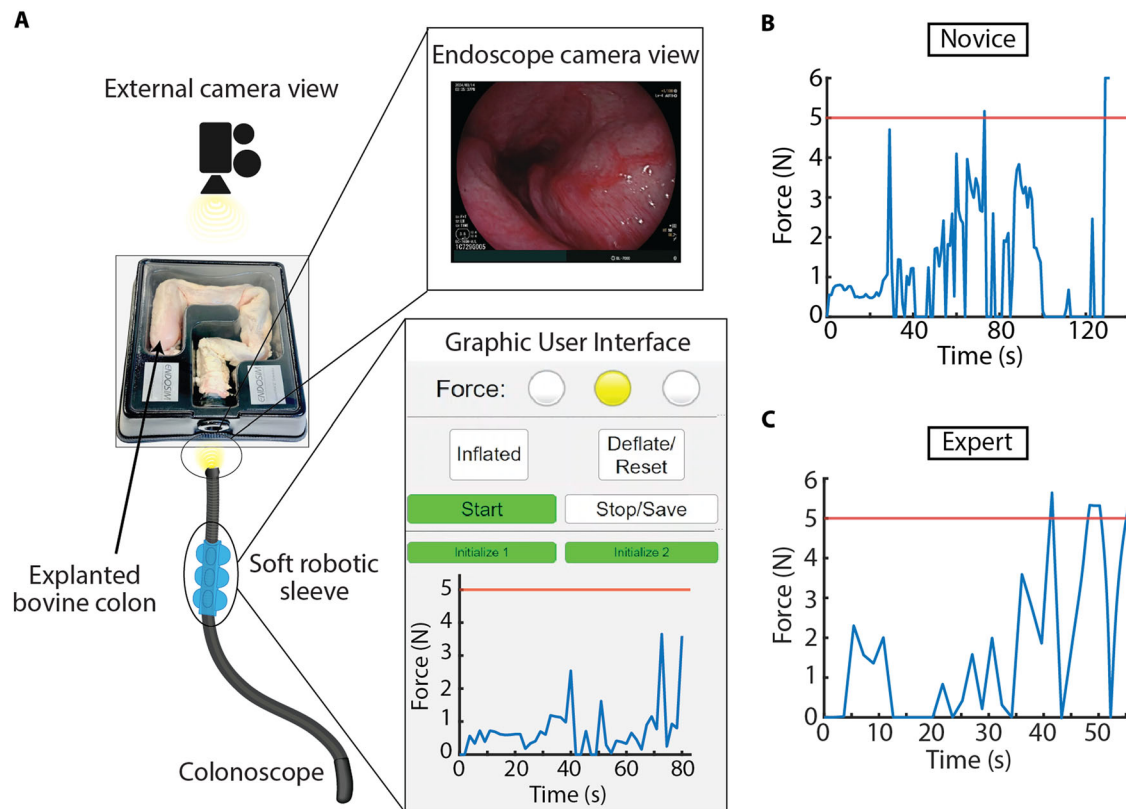 A
External camera view
Endoscope camera view
Explanted
bovine colon
Soft robotic
sleeve
Colonoscope
Graphic User Interface
Force:
Inflated
Deflate/
Reset
Start
Stop/Save
Initialize 1
Initialize 2
Force (N)
5
4
3
2
1
0
0 20 40 60 80
Time (s)
B
Novice
Force (N)
6
5
4
3
2
1
0
0 40 80 120
Time (s)
C
Expert
Force (N)
6
5
4
3
2
1
0
0 10 20 30 40 50
Time (s)